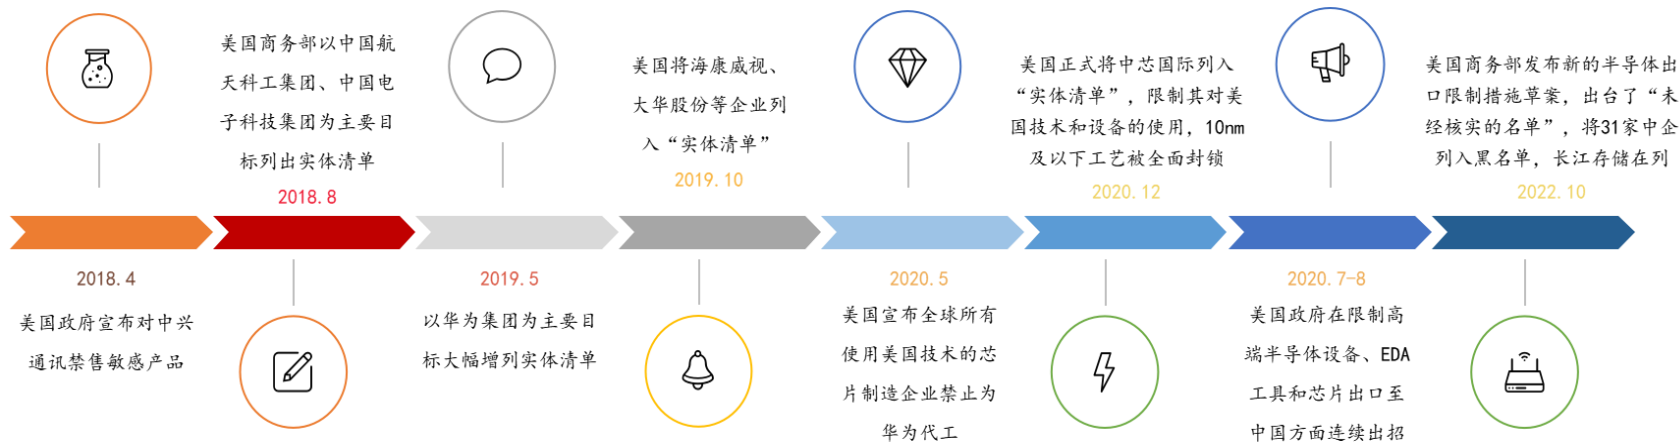 2018.4
美国政府宣布对中兴
通讯禁售敏感产品
美国商务部以中国航
天科工集团、中国电
子科技集团为主要目
标列出实体清单
2018.8
2019.5
以华为集团为主要目
标大幅增列实体清单
美国将海康威视、
大华股份等企业列
入“实体清单”
2019.10
2020.5
美国宣布全球所有
使用美国技术的芯
片制造企业禁止为
华为代工
美国正式将中芯国际列入
“实体清单”，限制其对美
国技术和设备的使用，10nm
及以下工艺被全面封锁
2020.12
2020.7-8
美国政府在限制高
端半导体设备、EDA
工具和芯片出口至
中国方面连续出招
美国商务部发布新的半导体出
口限制措施草案，出台了“未
经核实的名单”，将31家中企
列入黑名单，长江存储在列
2022.10